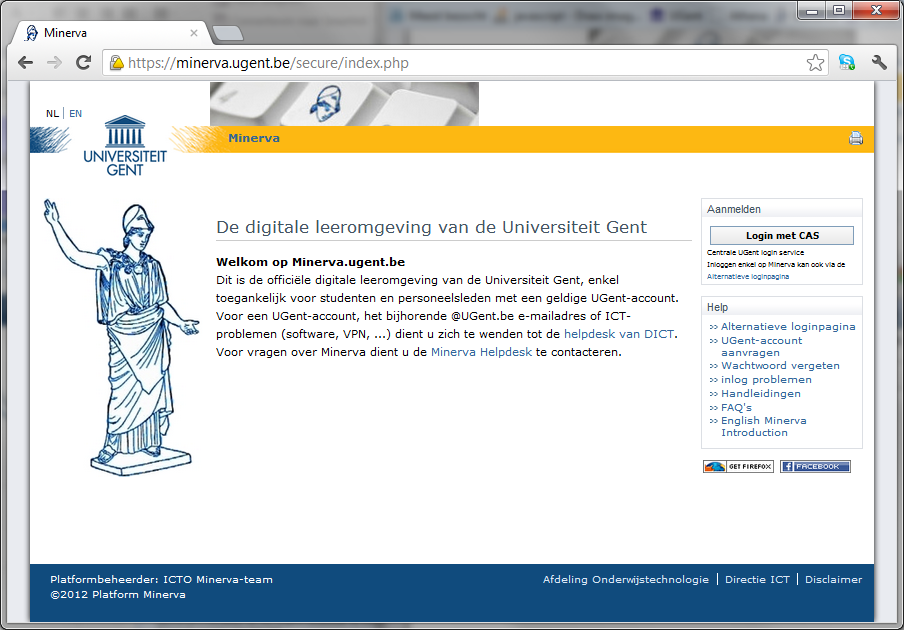 Minerva
https://minerva.ugent.be/secure/index.php
NL | EN
UNIVERSITEIT
GENT
Minerva
De digitale leeromgeving van de Universiteit Gent
Welkom op Minerva.ugent.be
Dit is de officiële digitale leeromgeving van de Universiteit Gent, enkel
toegankelijk voor studenten en personeelsleden met een geldige UGent-account.
Voor een UGent-account, het bijhorende @UGent.be e-mailadres of ICT-
problemen (software, VPN, ...) dient u zich te wenden tot de helpdesk van DICT.
Voor vragen over Minerva dient u de Minerva Helpdesk te contacteren.
Aanmelden
Login met CAS
Centrale UGent login service
Inloggen enkel op Minerva kan ook via de
Alternatieve loginpagina
Help
>> Alternatieve loginpagina
>> UGent-account
aanvragen
>> Wachtwoord vergeten
>> inlog problemen
>> Handleidingen
>> FAQ's
>> English Minerva
Introduction
GET FIREFOX
FACEBOOK
Platformbeheerder: ICTO Minerva-team
©2012 Platform Minerva
Afdeling Onderwijstechnologie | Directie ICT | Disclaimer